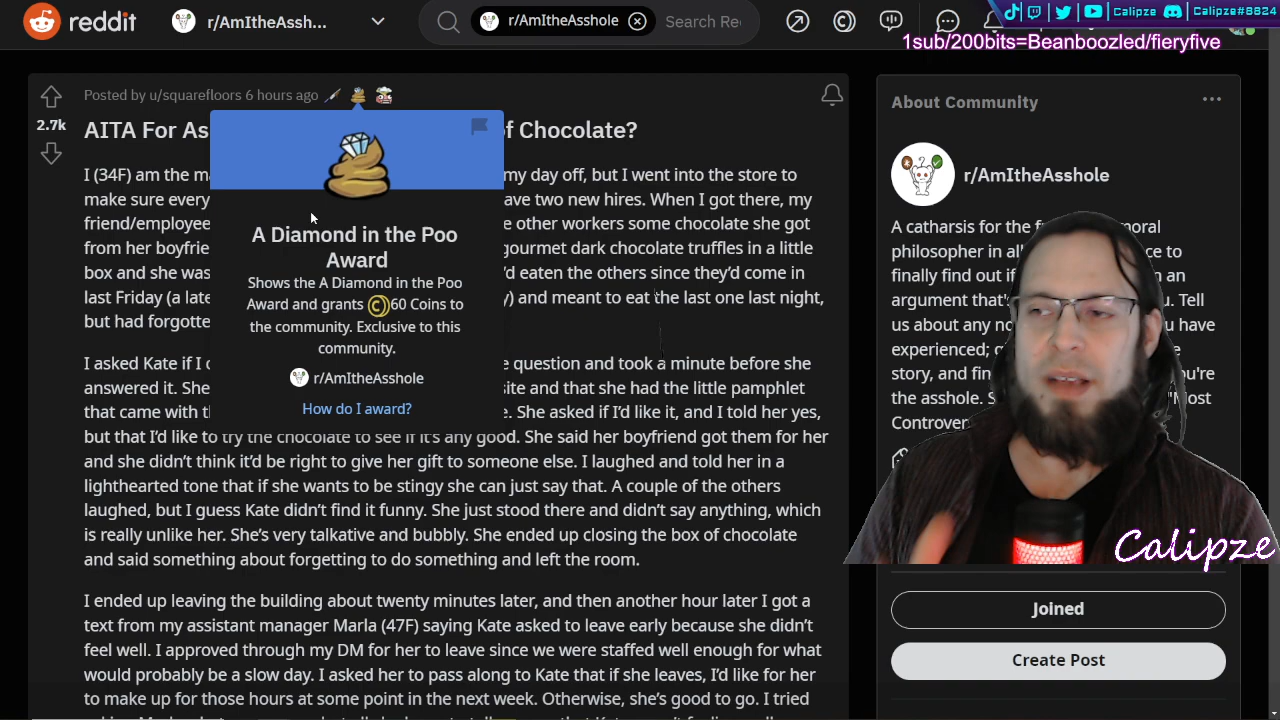 reddit
r/AmItheAssh...
r/AmItheAsshole
Search Re
Calipze
Calipze#8824
1sub/200bits=Beanboozled/fieryfive
Posted by u/squarefloors 6 hours ago
2.7k
AITA For As
of Chocolate?
I (34F) am the ma
my day off, but I went into the store to
make sure every
ave two new hires. When I got there, my
friend/employee
e other workers some chocolate she got
from her boyfrie
gourmet dark chocolate truffles in a little
box and she was
'd eaten the others since they'd come in
last Friday (a late
y) and meant to eat the last one last night,
but had forgotte
A Diamond in the Poo
Award
Shows the A Diamond in the Poo
Award and grants 60 Coins to
the community. Exclusive to this
community.
r/AmItheAsshole
How do I award?
I asked Kate if I c
e question and took a minute before she
answered it. She
site and that she had the little pamphlet
that came with th
e. She asked if I'd like it, and I told her yes,
but that I'd like to try the chocolate to see if it's any good. She said her boyfriend got them for her
and she didn't think it'd be right to give her gift to someone else. I laughed and told her in a
lighthearted tone that if she wants to be stingy she can just say that. A couple of the others
laughed, but I guess Kate didn't find it funny. She just stood there and didn't say anything, which
is really unlike her. She's very talkative and bubbly. She ended up closing the box of chocolate
and said something about forgetting to do something and left the room.
I ended up leaving the building about twenty minutes later, and then another hour later I got a
text from my assistant manager Marla (47F) saying Kate asked to leave early because she didn't
feel well. I approved through my DM for her to leave since we were staffed well enough for what
would probably be a slow day. I asked her to pass along to Kate that if she leaves, I'd like for her
to make up for those hours at some point in the next week. Otherwise, she's good to go. I tried
About Community
r/AmItheAsshole
A catharsis for the fr
moral
philosopher in all
ce to
finally find out if
n an
argument that's
u. Tell
us about any no
u have
experienced; g
e
story, and fin
you're
the asshole. S
"Most
Controver
Calipze
Joined
Create Post